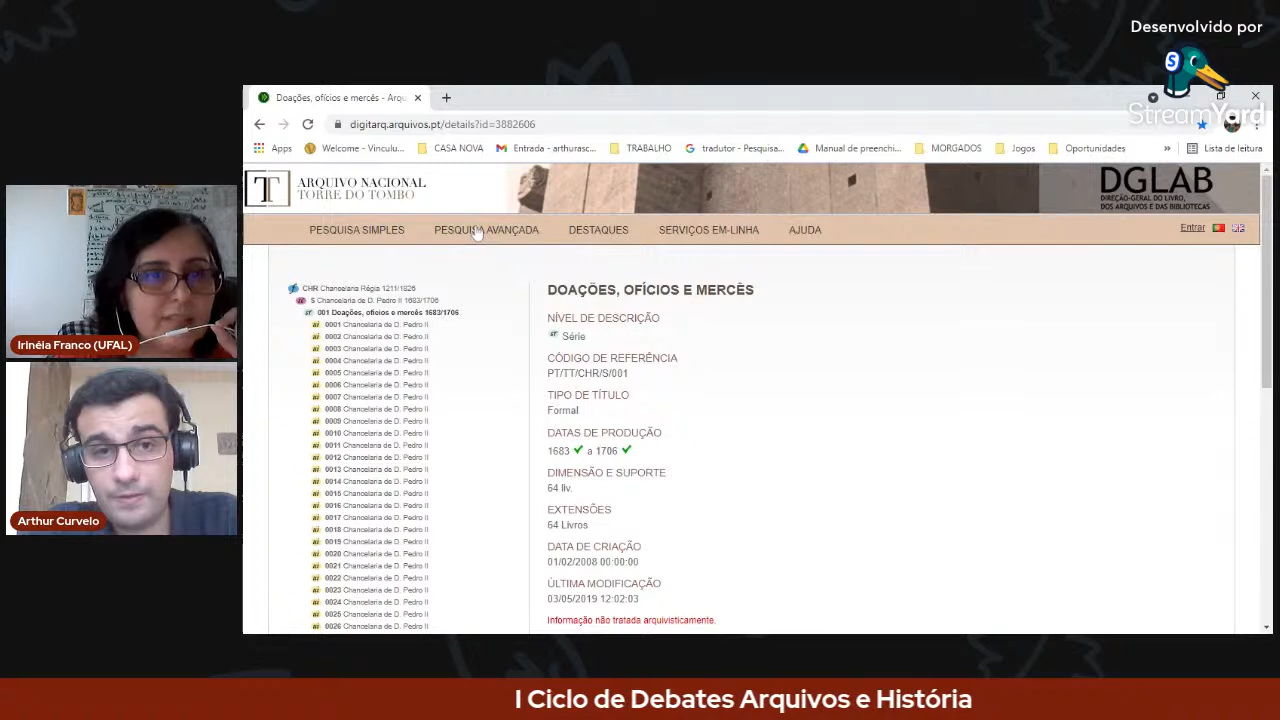 Desenvolvido por
S
StreamYard
Doações, ofícios e mercês - Arqu
digitarq.arquivos.pt/details?id=3882606
Apps
Welcome - Vinculu...
CASA NOVA
Entrada - arthurasc...
TRABALHO
tradutor - Pesquisa...
Manual de preenchi...
MORGADOS
Jogos
Oportunidades
»
Lista de leitura
ARQUIVO NACIONAL
TORRE DO TOMBO
DGLAB
DIREÇÃO-GERAL DO LIVRO,
DOS ARQUIVOS E DAS BIBLIOTECAS
PESQUISA SIMPLES
PESQUISA AVANÇADA
DESTAQUES
SERVIÇOS EM-LINHA
AJUDA
Entrar
CHR Chancelaria Régia 1211/1826
S Chancelaria de D. Pedro II 1683/1706
001 Doações, ofícios e mercês 1683/1706
0001 Chancelaria de D. Pedro II
0002 Chancelaria de D. Pedro II
0003 Chancelaria de D. Pedro II
0004 Chancelaria de D. Pedro II
0005 Chancelaria de D. Pedro II
0006 Chancelaria de D. Pedro II
0007 Chancelaria de D. Pedro II
0008 Chancelaria de D. Pedro II
0009 Chancelaria de D. Pedro II
0010 Chancelaria de D. Pedro II
0011 Chancelaria de D. Pedro II
0012 Chancelaria de D. Pedro II
0013 Chancelaria de D. Pedro II
0014 Chancelaria de D. Pedro II
0015 Chancelaria de D. Pedro II
0016 Chancelaria de D. Pedro II
0017 Chancelaria de D. Pedro II
0018 Chancelaria de D. Pedro II
0019 Chancelaria de D. Pedro II
0020 Chancelaria de D. Pedro II
0021 Chancelaria de D. Pedro II
0022 Chancelaria de D. Pedro II
0023 Chancelaria de D. Pedro II
0024 Chancelaria de D. Pedro II
0025 Chancelaria de D. Pedro II
0026 Chancelaria de D. Pedro II
DOAÇÕES, OFÍCIOS E MERCÊS
NÍVEL DE DESCRIÇÃO
Série
CÓDIGO DE REFERÊNCIA
PT/TT/CHR/S/001
TIPO DE TÍTULO
Formal
DATAS DE PRODUÇÃO
1683 a 1706
DIMENSÃO E SUPORTE
64 liv.
EXTENSÕES
64 Livros
DATA DE CRIAÇÃO
01/02/2008 00:00:00
ÚLTIMA MODIFICAÇÃO
03/05/2019 12:02:03
Informação não tratada arquivisticamente.
Irinéia Franco (UFAL)
Arthur Curvelo
I Ciclo de Debates Arquivos e História